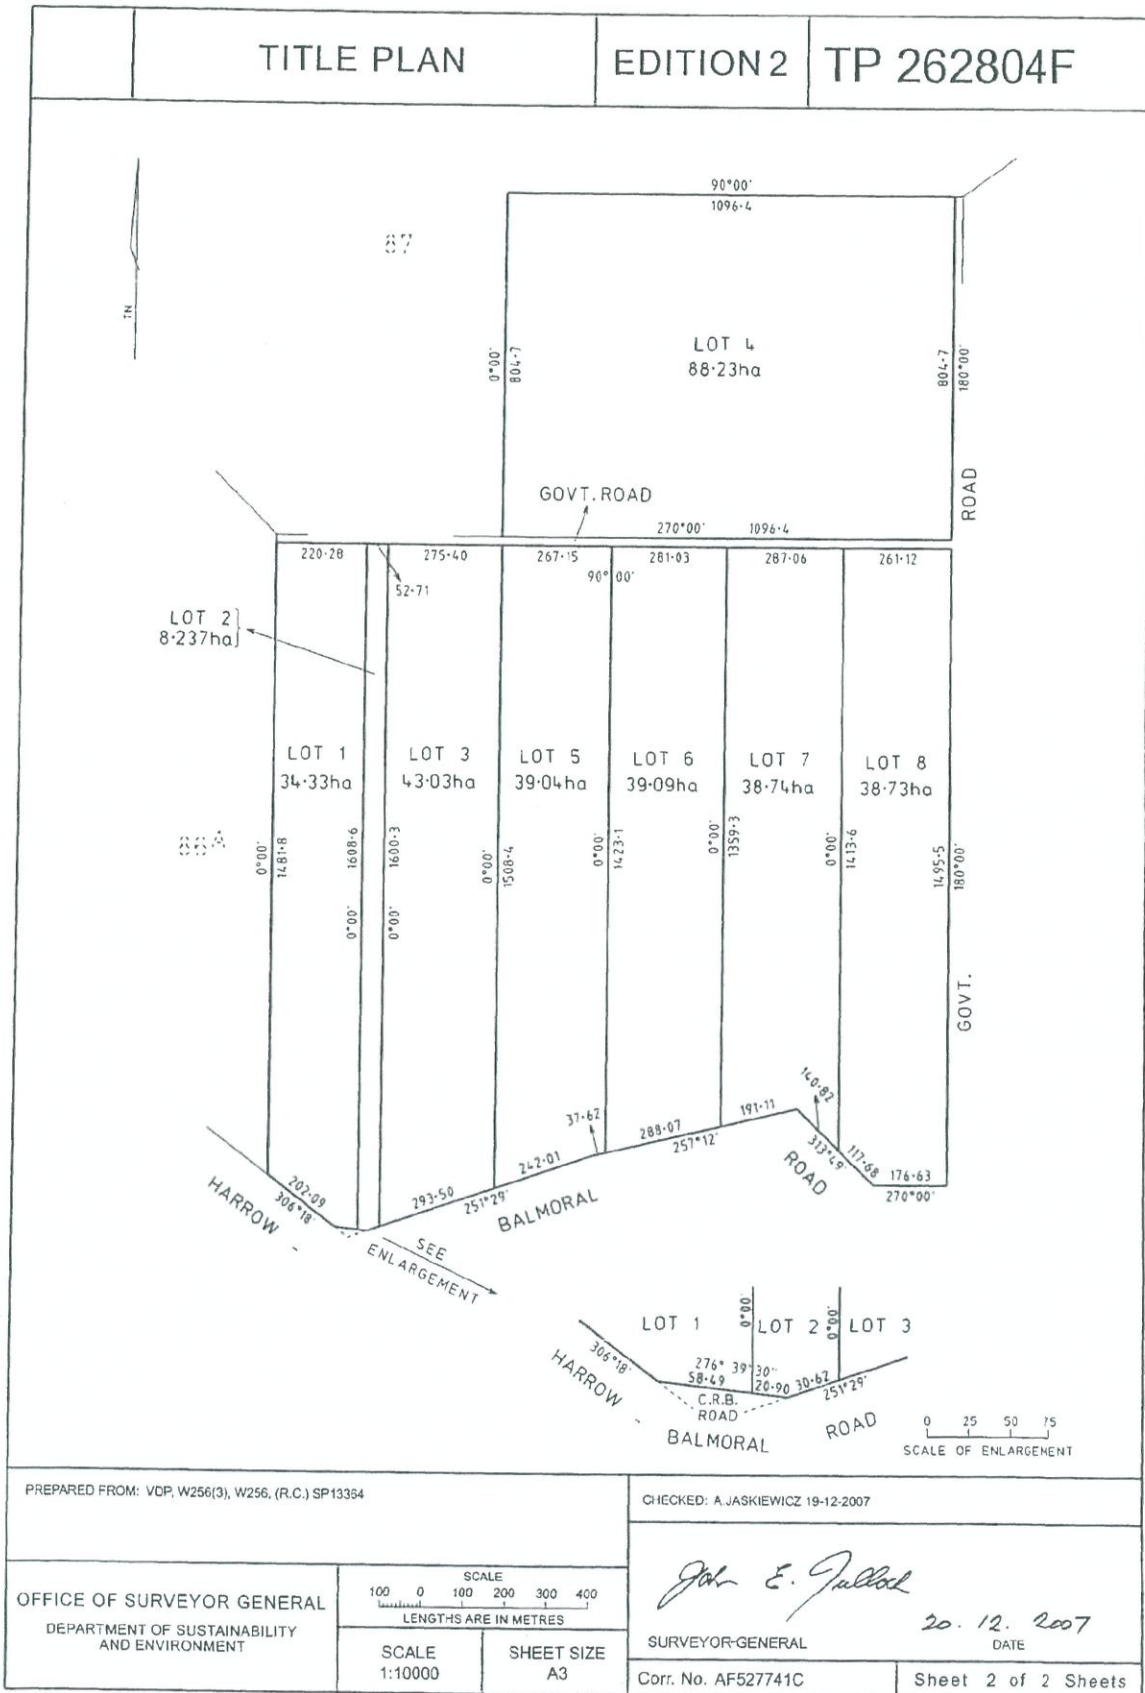 TITLE PLAN
EDITION 2
TP 262804F
TN
87
90°00'
1096·4
0°00'
804·7
LOT 4
88·23ha
804·7
180°00'
ROAD
GOVT. ROAD
270°00' 1096·4
220·28
52·71
275·40
267·15
90°00'
281·03
287·06
261·12
LOT 2
8·237ha
LOT 1
34·33ha
LOT 3
43·03ha
LOT 5
39·04ha
LOT 6
39·09ha
LOT 7
38·74ha
LOT 8
38·73ha
0°00'
1481·8
1608·6
0°00'
1600·3
0°00'
0°00'
1508·4
0°00'
1423·1
0°00'
1359·3
0°00'
1413·6
1495·5
180°00'
GOVT.
202·09
306°18'
HARROW -
293·50
251°29'
242·01
37·62
BALMORAL
288·07
257°12'
191·11
140·82
313°49'
ROAD
117·68
176·63
270°00'
SEE
ENLARGEMENT
LOT 1
0°00'
LOT 2
0°00'
LOT 3
306°18'
HARROW -
276° 39'30"
58·49
20·90
30·62
251°29'
C.R.B.
ROAD
BALMORAL
ROAD
0 25 50 75
SCALE OF ENLARGEMENT
PREPARED FROM: VDP, W256(3), W256, (R.C.) SP13364
CHECKED: A.JASKIEWICZ 19-12-2007
OFFICE OF SURVEYOR GENERAL
DEPARTMENT OF SUSTAINABILITY
AND ENVIRONMENT
SCALE
100 0 100 200 300 400
LENGTHS ARE IN METRES
SCALE
1:10000
SHEET SIZE
A3
John E. Tulloch
20. 12. 2007
SURVEYOR-GENERAL
DATE
Corr. No. AF527741C
Sheet 2 of 2 Sheets